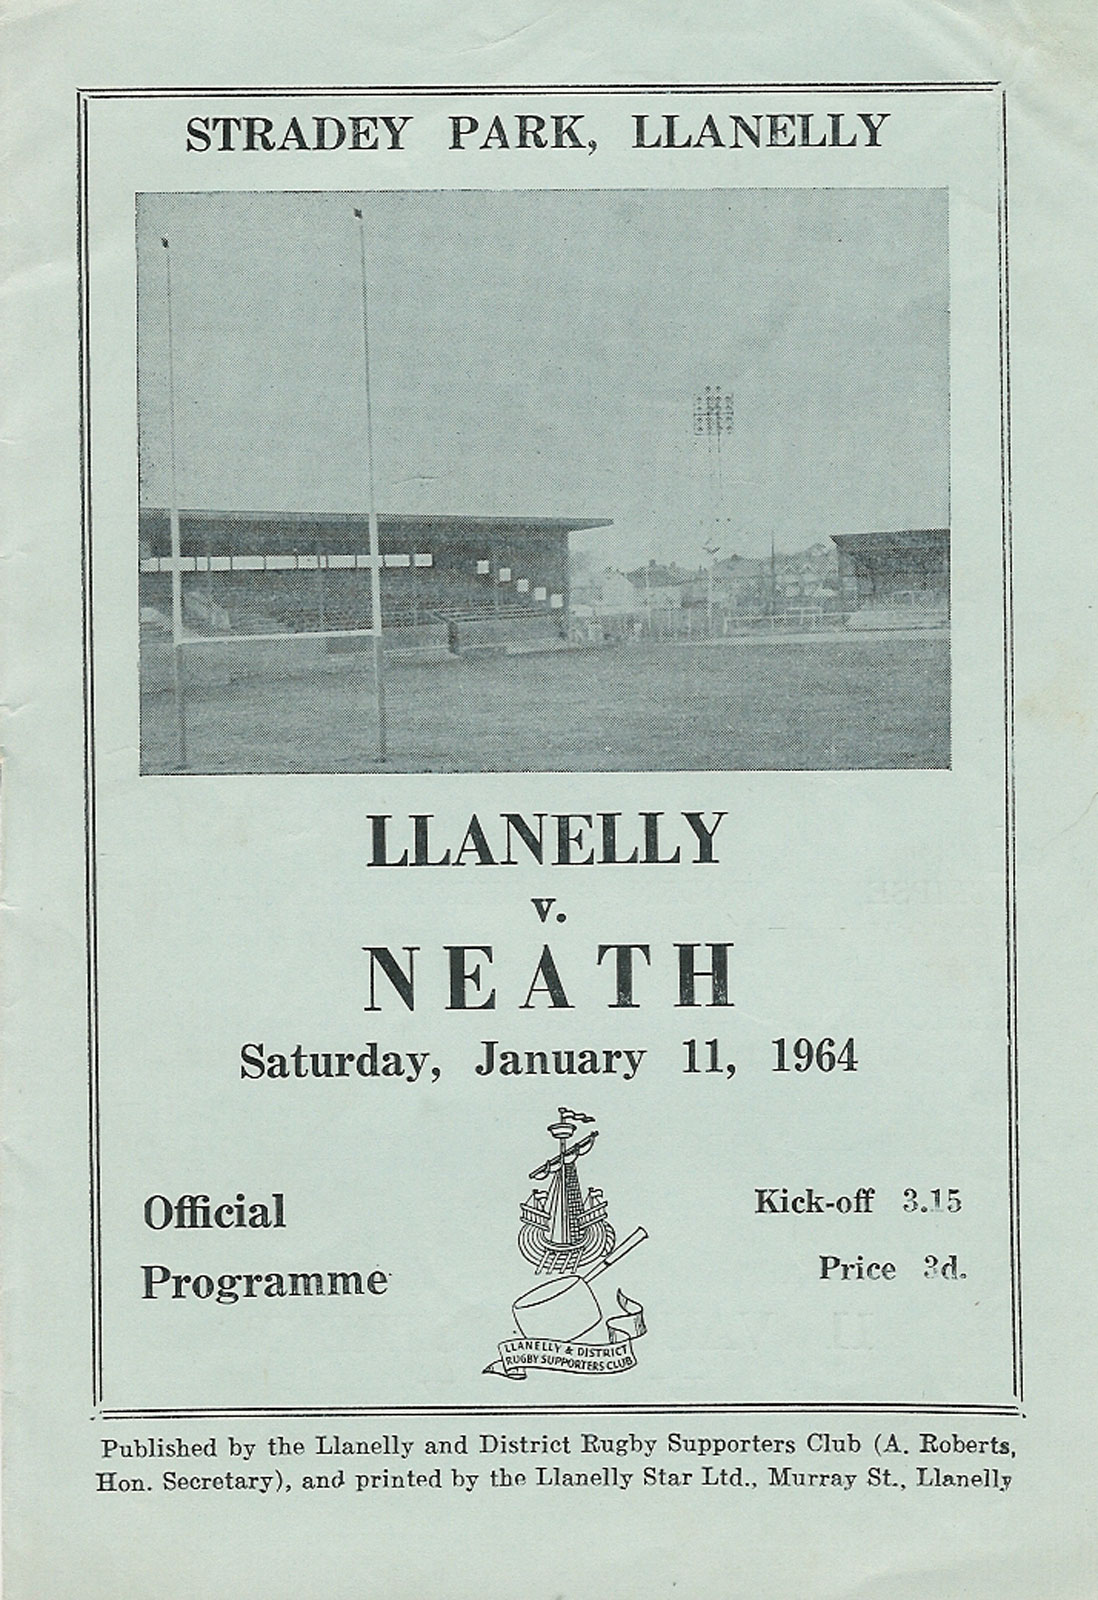 STRADEY PARK, LLANELLY
LLANELLY
v.
NEATH
Saturday, January 11, 1964
Official
Programme
Kick-off 3.15
Price 3d.
LLANELLY & DISTRICT
RUGBY SUPPORTERS CLUB
Published by the Llanelly and District Rugby Supporters Club (A. Roberts,
Hon. Secretary), and printed by the Llanelly Star Ltd., Murray St., Llanelly